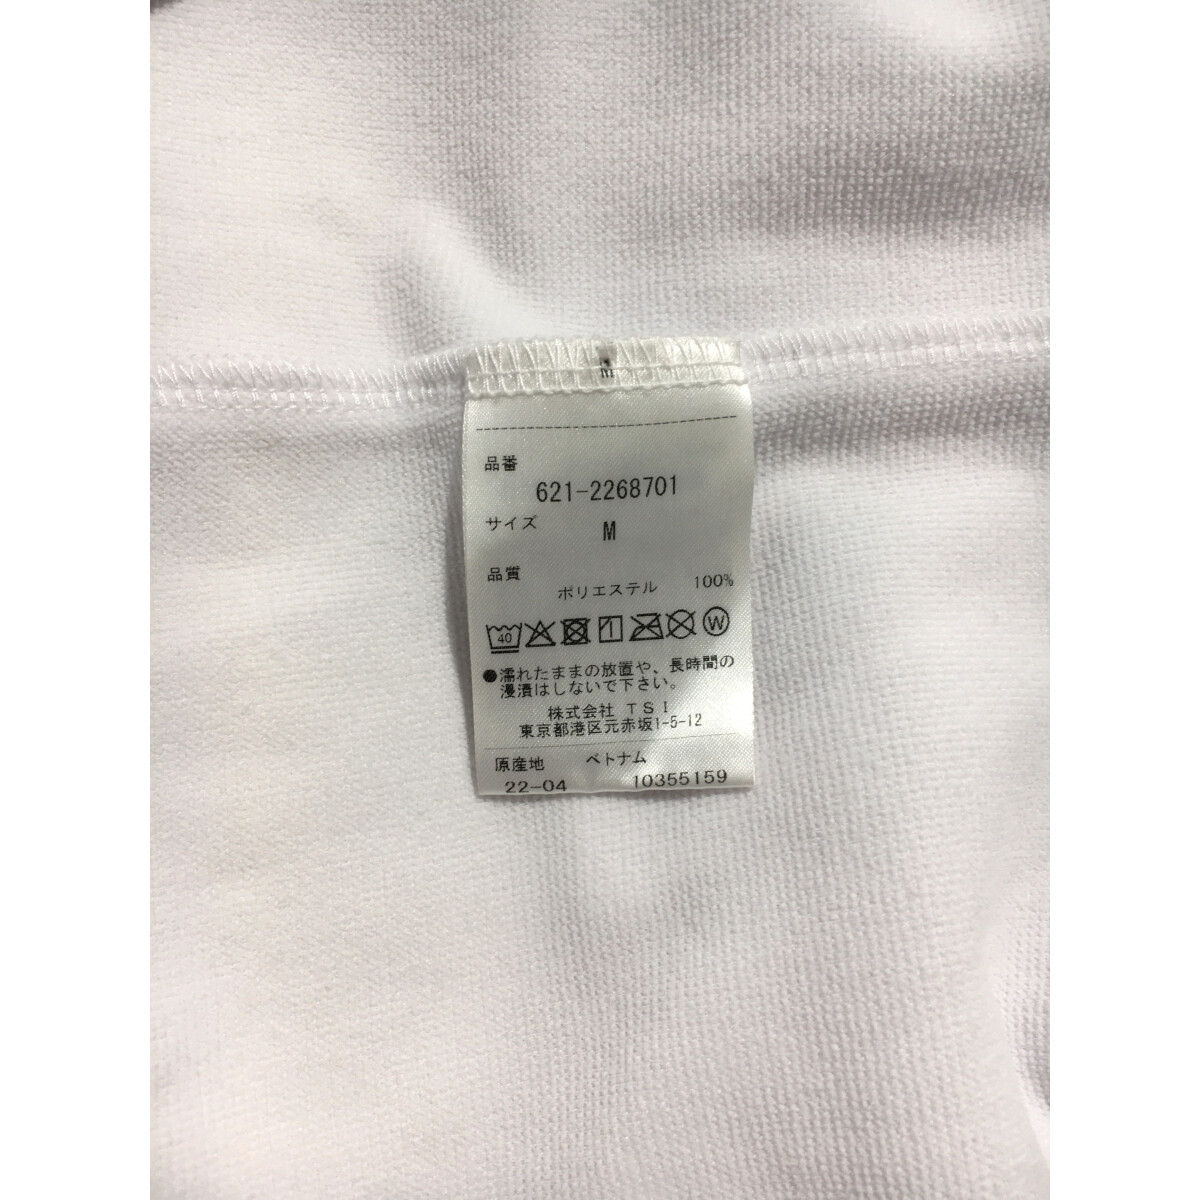 M
品番
621-2268701
サイズ
M
品質
ポリエステル 100%
40 W
●濡れたままの放置や、長時間の
浸漬はしないで下さい。
株式会社 TSI
東京都港区元赤坂1-5-12
原産地 ベトナム
22-04 10355159